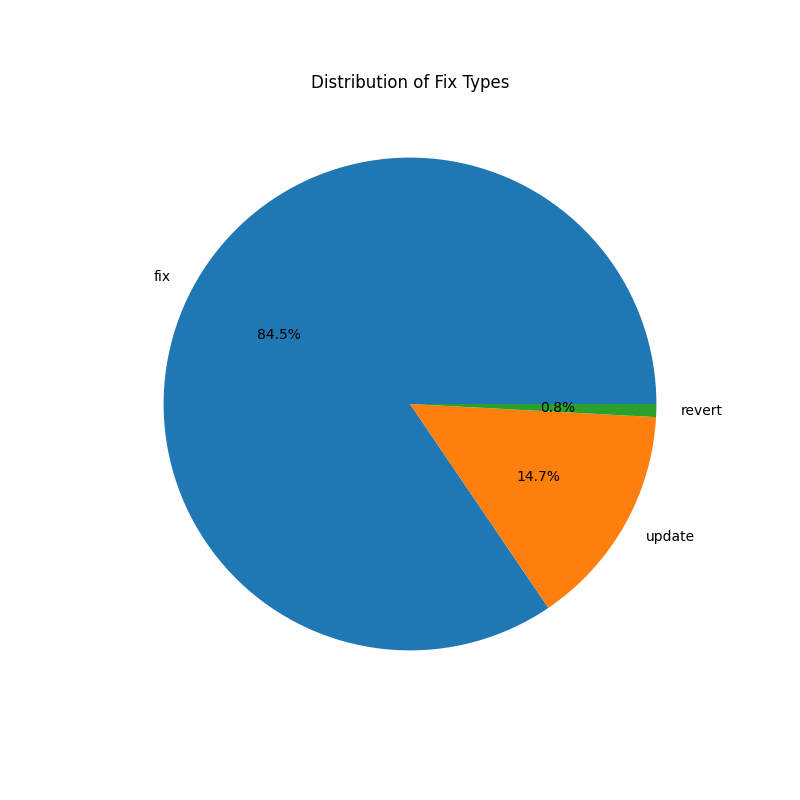 Distribution of Fix Types
fix
84.5%
0.8%
revert
14.7%
update